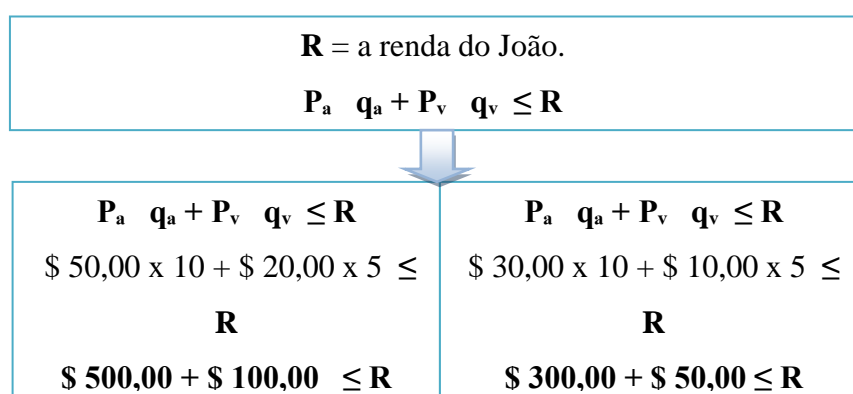 R = a renda do João.
Pₐ qₐ + Pᵥ qᵥ ≤ R
Pₐ qₐ + Pᵥ qᵥ ≤ R
$ 50,00 x 10 + $ 20,00 x 5 ≤
R
$ 500,00 + $ 100,00 ≤ R
Pₐ qₐ + Pᵥ qᵥ ≤ R
$ 30,00 x 10 + $ 10,00 x 5 ≤
R
$ 300,00 + $ 50,00 ≤ R